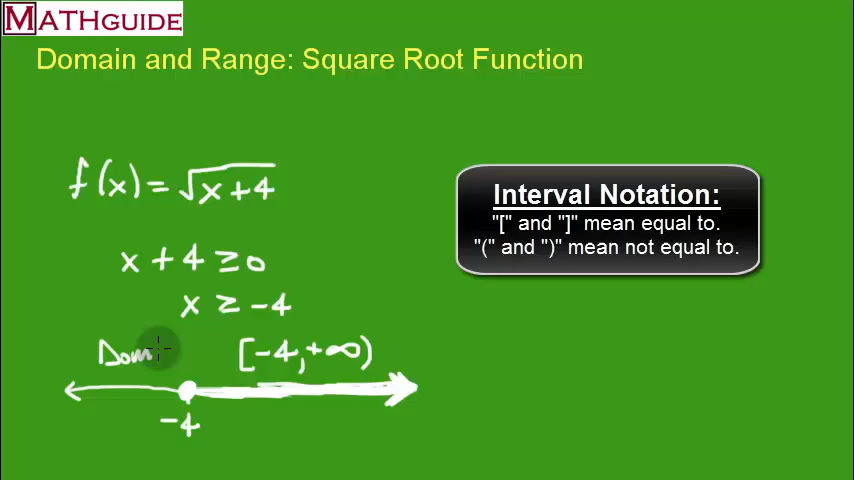 MATHGUIDE
Domain and Range: Square Root Function
f(x) = √x+4
Interval Notation:
"[" and "]" mean equal to.
"(" and ")" mean not equal to.
x + 4 ≥ 0
x ≥ -4
Dom [-4, +∞)
-4